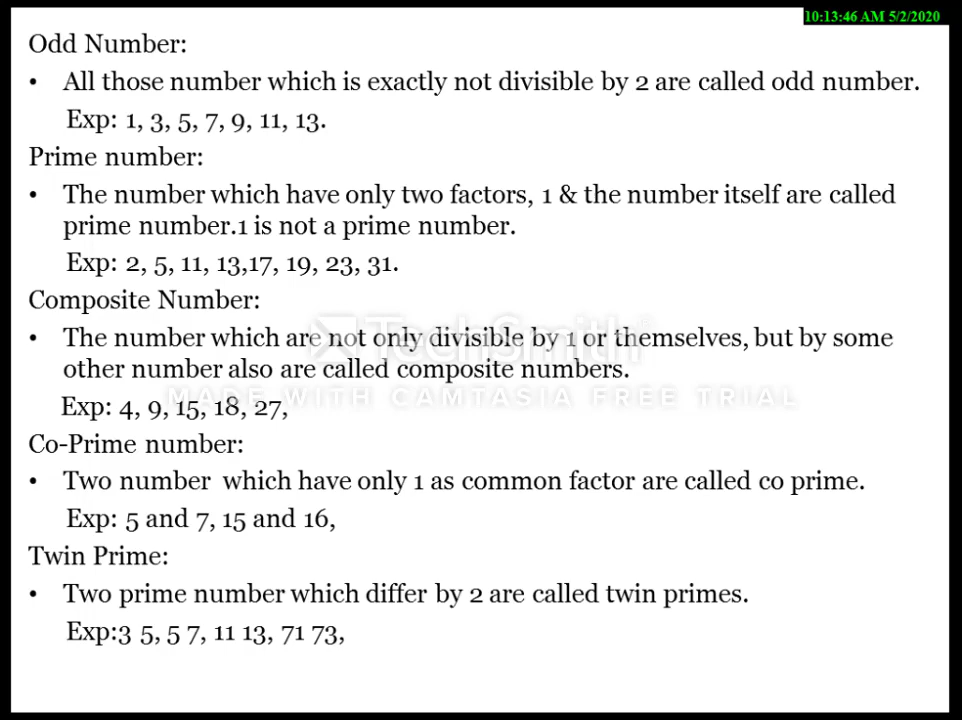 10:13:46 AM 5/2/2020
Odd Number:
• All those number which is exactly not divisible by 2 are called odd number.
Exp: 1, 3, 5, 7, 9, 11, 13.
Prime number:
• The number which have only two factors, 1 & the number itself are called
prime number.1 is not a prime number.
Exp: 2, 5, 11, 13,17, 19, 23, 31.
Composite Number:
• The number which are not only divisible by 1 or themselves, but by some
other number also are called composite numbers.
TechSmith
MADE WITH CAMTASIA FREE TRIAL
Exp: 4, 9, 15, 18, 27,
Co-Prime number:
• Two number which have only 1 as common factor are called co prime.
Exp: 5 and 7, 15 and 16,
Twin Prime:
• Two prime number which differ by 2 are called twin primes.
Exp:3 5, 5 7, 11 13, 71 73,